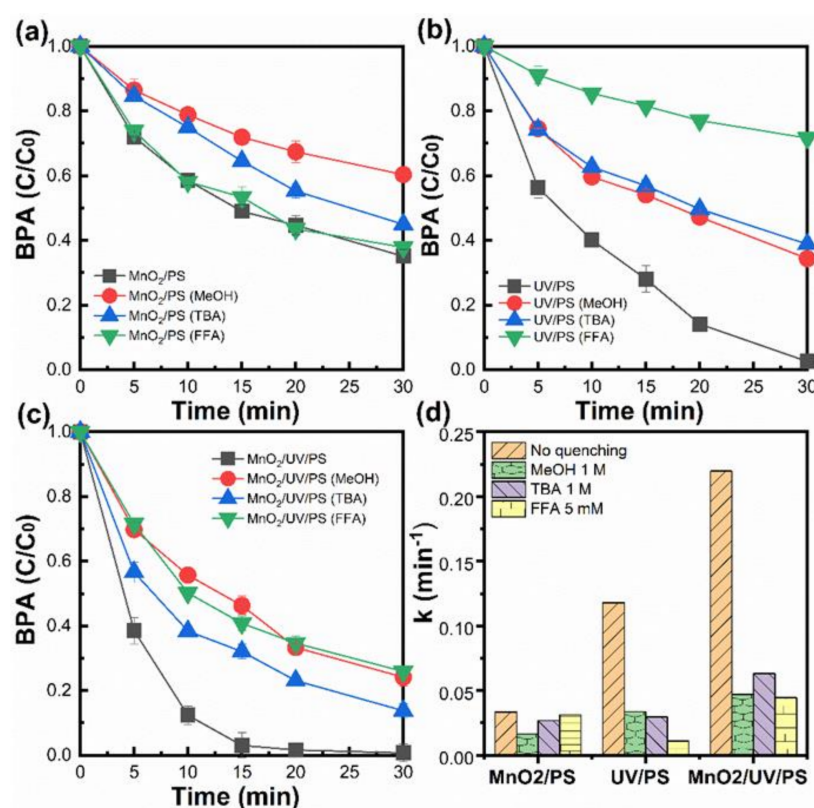 (a)
1.0
0.8
0.6
0.4
0.2
0.0
BPA (C/C0)
MnO2/PS
MnO2/PS (MeOH)
MnO2/PS (TBA)
MnO2/PS (FFA)
0 5 10 15 20 25 30
Time (min)
(b)
1.0
0.8
0.6
0.4
0.2
0.0
BPA (C/C0)
UV/PS
UV/PS (MeOH)
UV/PS (TBA)
UV/PS (FFA)
0 5 10 15 20 25 30
Time (min)
(c)
1.0
0.8
0.6
0.4
0.2
0.0
BPA (C/C0)
MnO2/UV/PS
MnO2/UV/PS (MeOH)
MnO2/UV/PS (TBA)
MnO2/UV/PS (FFA)
0 5 10 15 20 25 30
Time (min)
(d)
0.25
0.20
0.15
0.10
0.05
0.00
k (min-1)
No quenching
MeOH 1 M
TBA 1 M
FFA 5 mM
MnO2/PS UV/PS MnO2/UV/PS